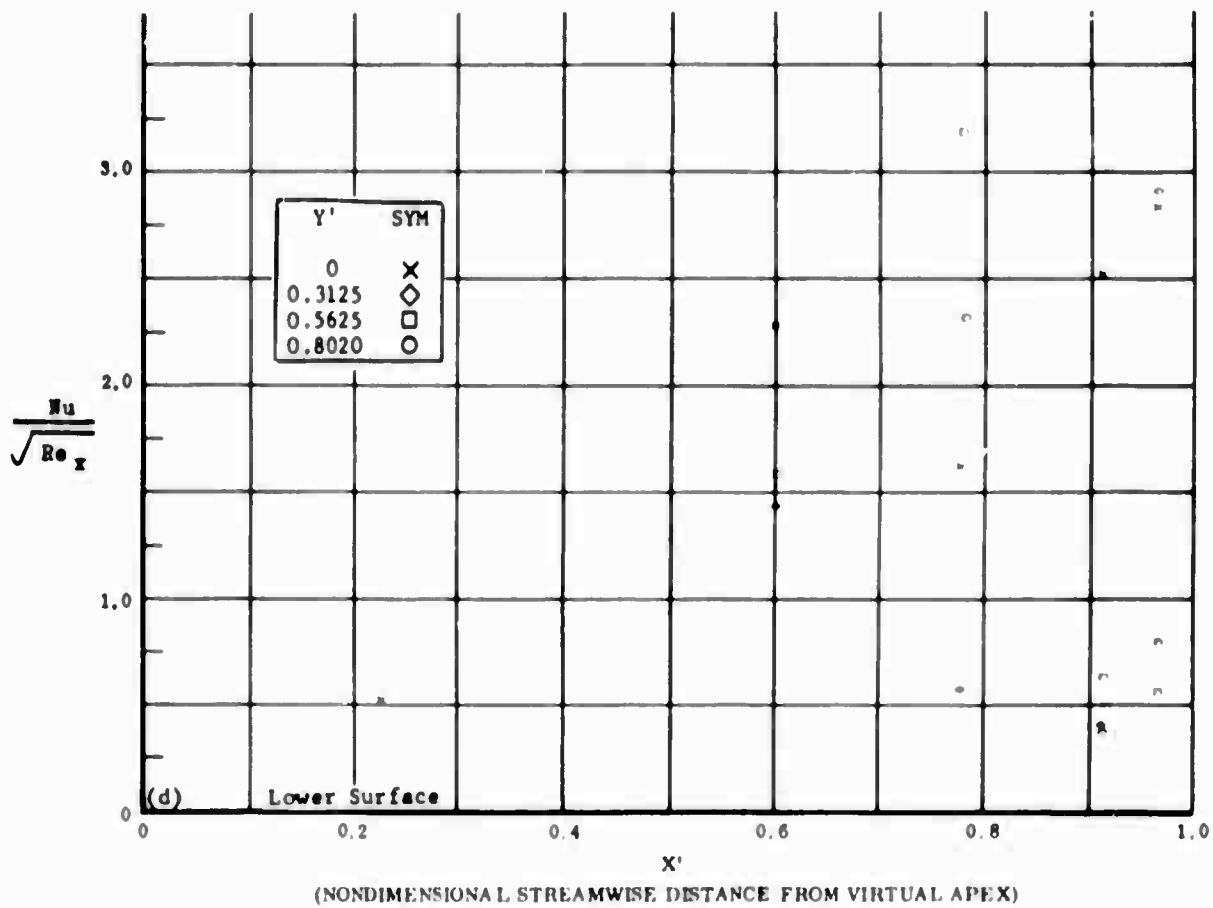 3.0
Y' SYM
0 ×
0.3125 ◇
0.5625 □
0.8020 ○
2.0
Nu
√Re x
1.0
0
(d) Lower Surface
0 0.2 0.4 0.6 0.8 1.0
X'
(NONDIMENSIONAL STREAMWISE DISTANCE FROM VIRTUAL APEX)